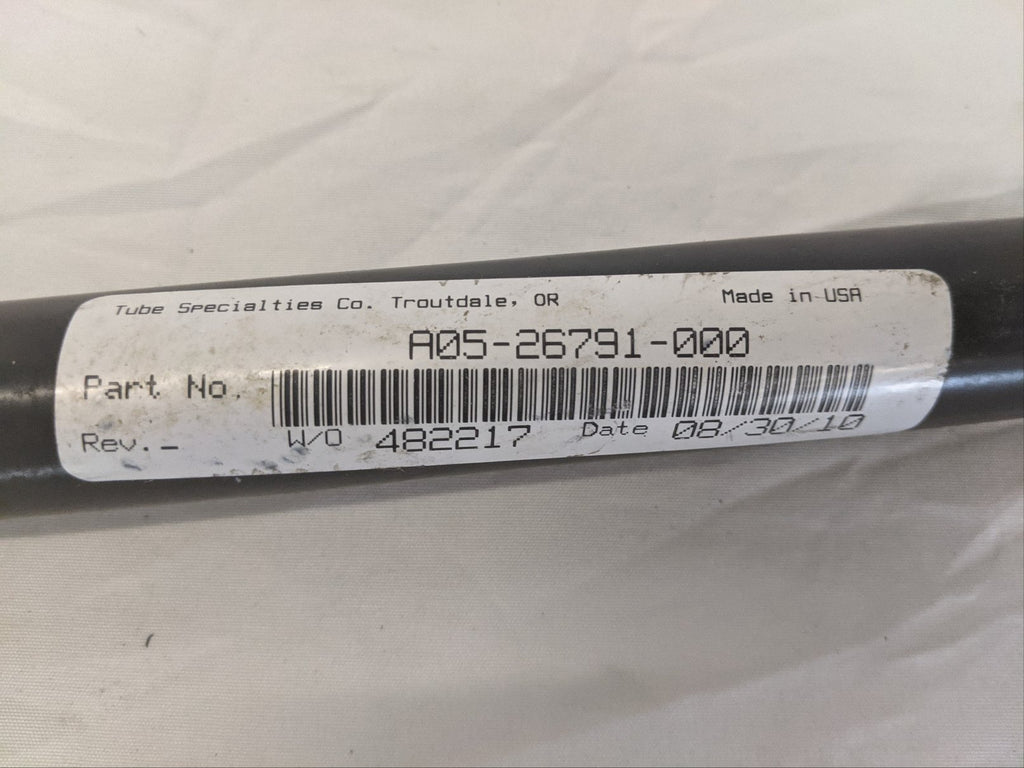 Tube Specialties Co. Troutdale, OR Made in USA
A05-26791-000
Part No.
Rev. - W/O 482217 Date 08/30/10